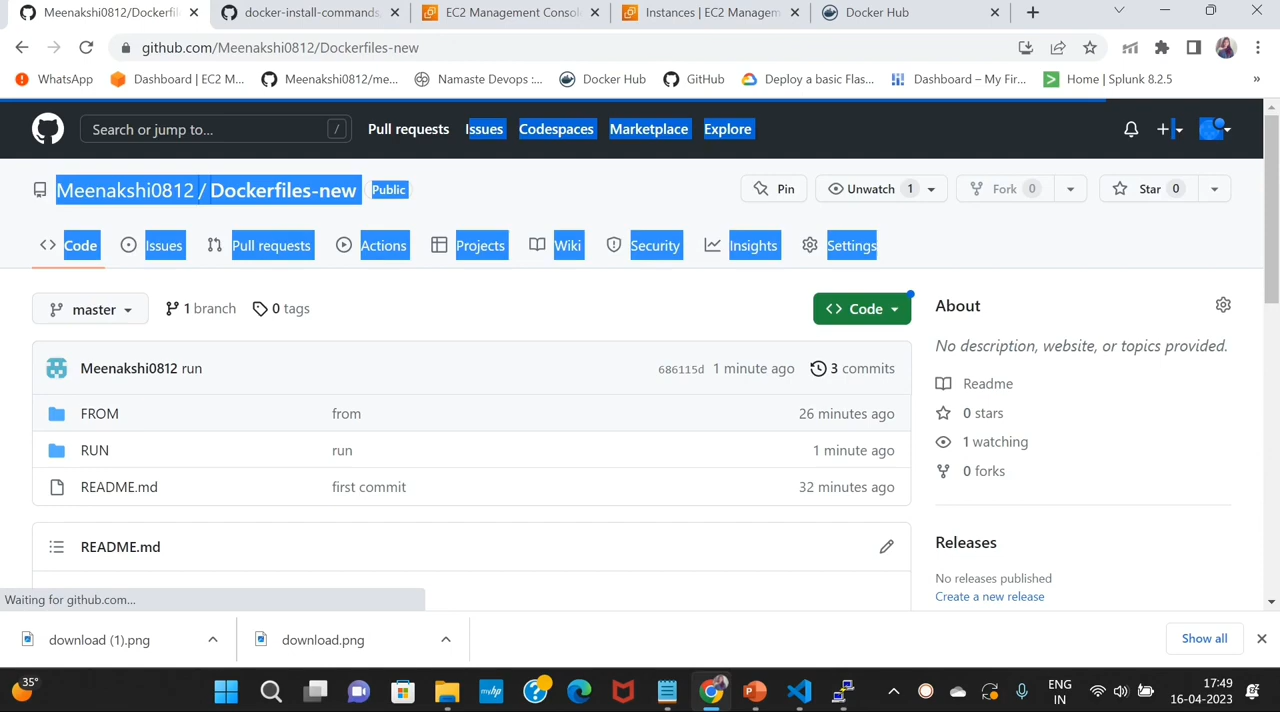 Meenakshi0812/Dockerfil
docker-install-commands,
EC2 Management Consol
Instances | EC2 Managem
Docker Hub
github.com/Meenakshi0812/Dockerfiles-new
WhatsApp
Dashboard | EC2 M...
Meenakshi0812/me...
Namaste Devops :...
Docker Hub
GitHub
Deploy a basic Flas...
Dashboard – My Fir...
Home | Splunk 8.2.5
»
Search or jump to...
/
Pull requests
Issues
Codespaces
Marketplace
Explore
Meenakshi0812 / Dockerfiles-new
Public
Pin
Unwatch 1
Fork 0
Star 0
Code
Issues
Pull requests
Actions
Projects
Wiki
Security
Insights
Settings
master
1 branch
0 tags
Code
About
No description, website, or topics provided.
Meenakshi0812 run
686115d 1 minute ago
3 commits
Readme
FROM
from
26 minutes ago
0 stars
RUN
run
1 minute ago
1 watching
README.md
first commit
32 minutes ago
0 forks
README.md
Releases
No releases published
Create a new release
Waiting for github.com...
download (1).png
download.png
Show all
35°
myhp
ENG
IN
17:49
16-04-2023